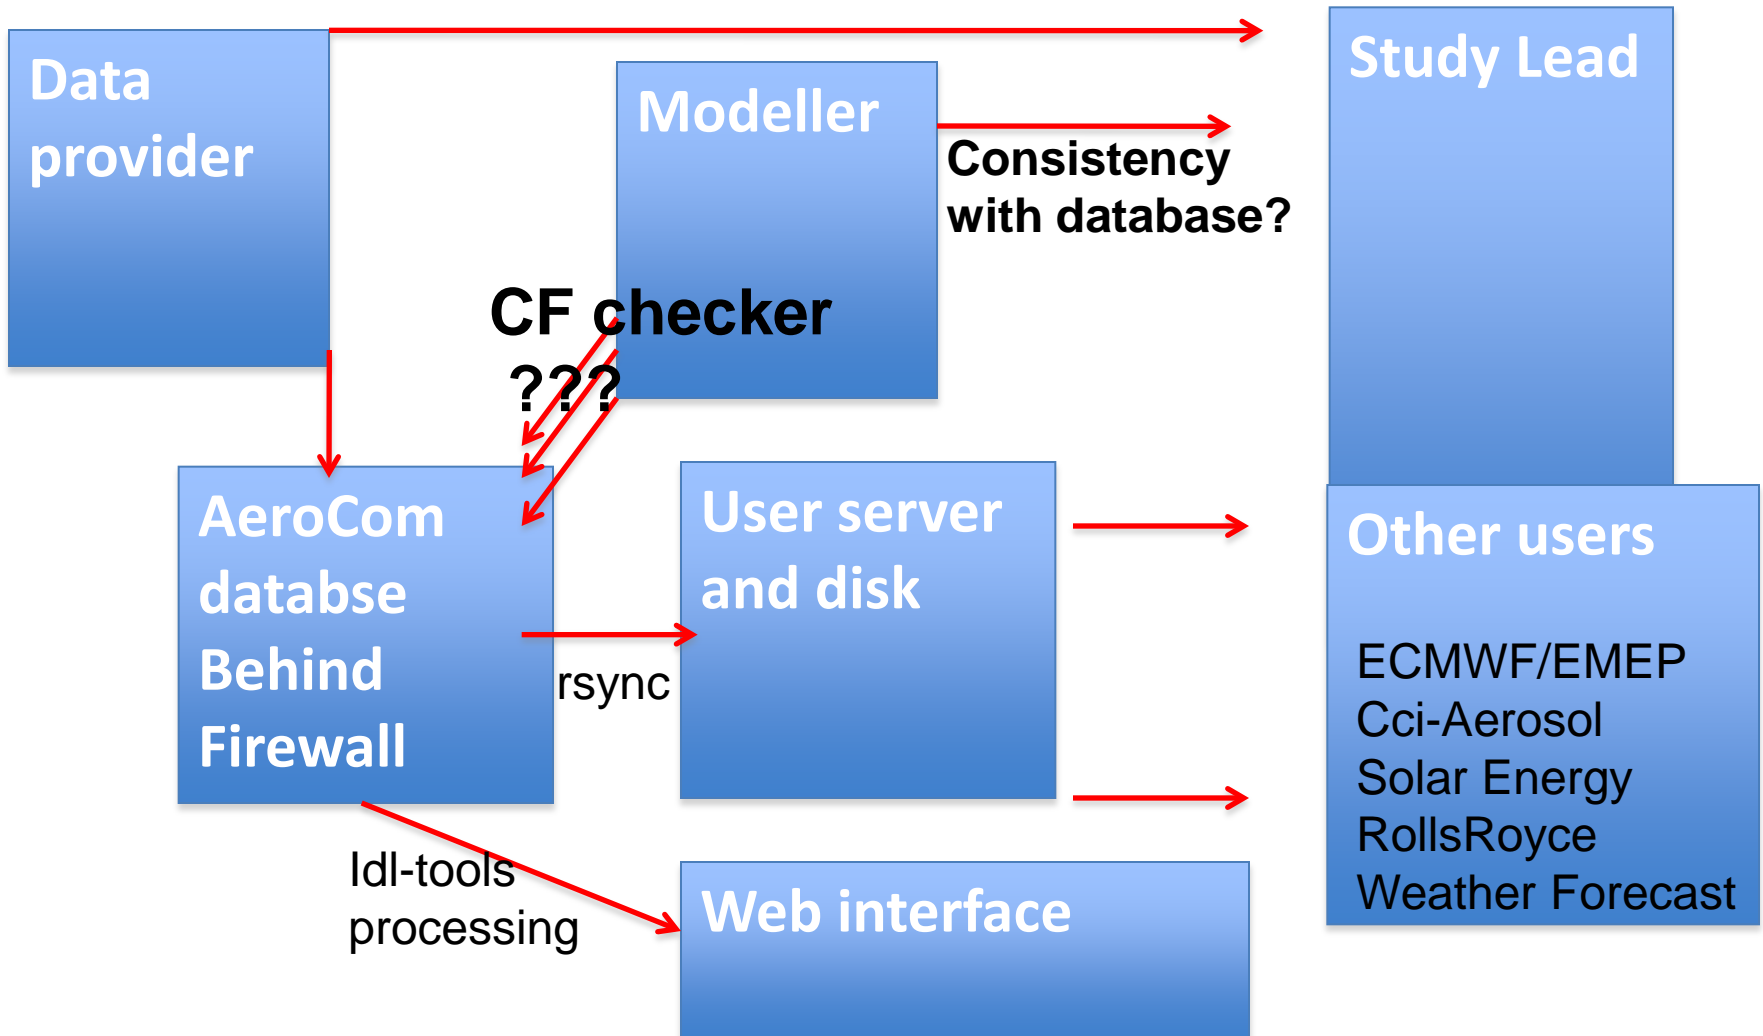 Data
provider
Modeller
Study Lead
Consistency
with database?
CF checker
???
AeroCom
databse
Behind
Firewall
rsync
User server
and disk
Other users
ECMWF/EMEP
Cci-Aerosol
Solar Energy
RollsRoyce
Weather Forecast
Idl-tools
processing
Web interface